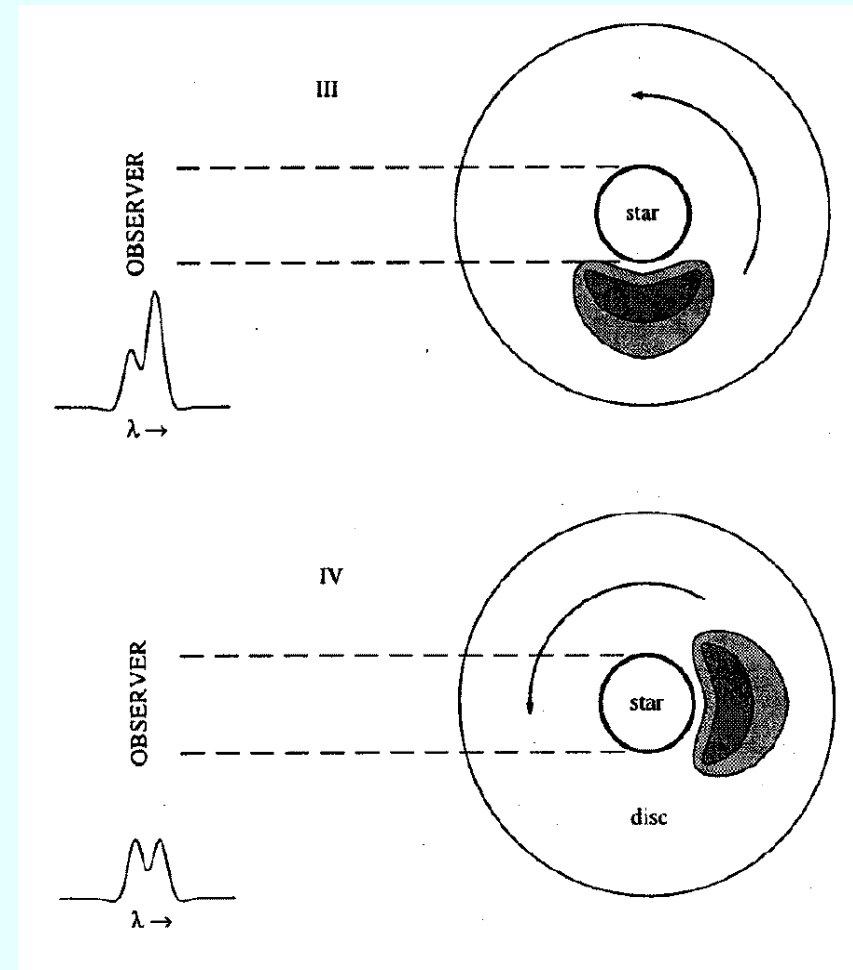 III
OBSERVER
star
λ →
IV
OBSERVER
star
disc
λ →